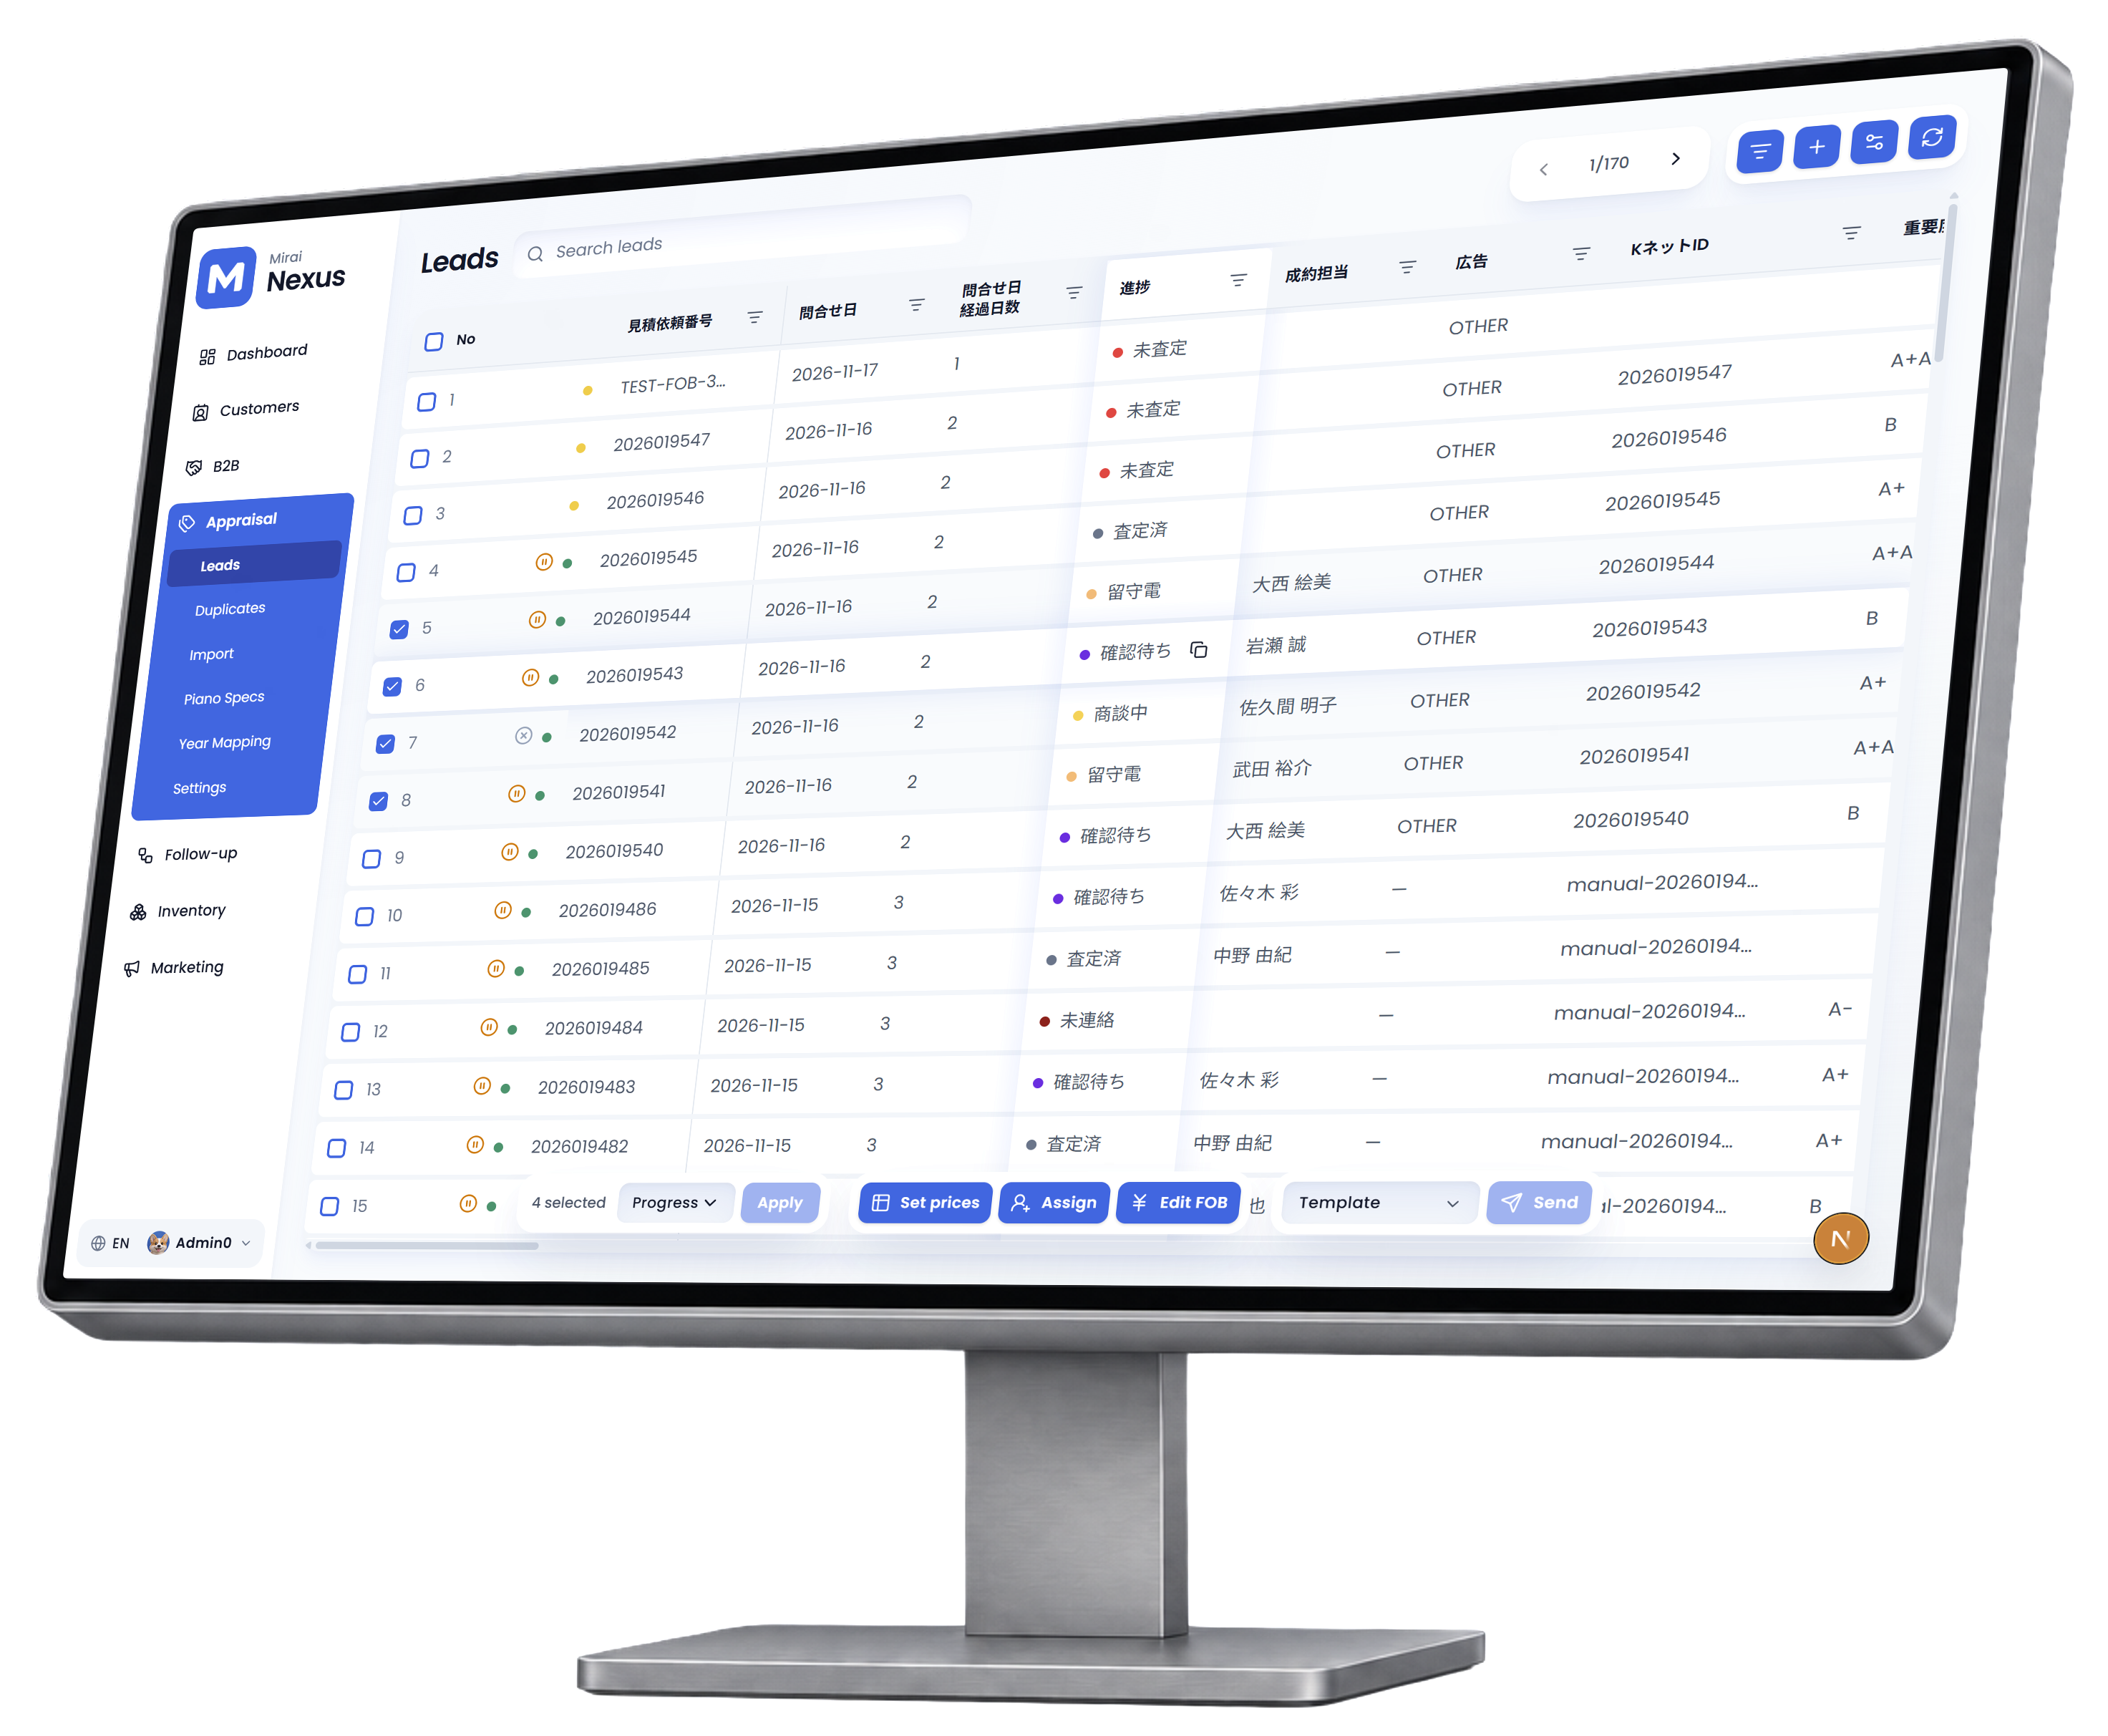 Mirai
Nexus
Dashboard
Customers
B2B
Appraisal
Leads
Duplicates
Import
Piano Specs
Year Mapping
Settings
Follow-up
Inventory
Marketing
EN Admin0
Leads
Search leads
1/170
No 見積依頼番号 問合せ日 問合せ日 進捗 成約担当 広告 KネットID
経過日数
1 TEST-FOB-3... 2026-11-17 1 未査定 OTHER
2 2026019547 2026-11-16 2 未査定 OTHER 2026019547 A+A
3 2026019546 2026-11-16 2 未査定 OTHER 2026019546 B
4 2026019545 2026-11-16 2 査定済 OTHER 2026019545 A+
5 2026019544 2026-11-16 2 留守電 大西 絵美 OTHER 2026019544 A+A
6 2026019543 2026-11-16 2 確認待ち 岩瀬 誠 OTHER 2026019543 B
7 2026019542 2026-11-16 2 商談中 佐久間 明子 OTHER 2026019542 A+
8 2026019541 2026-11-16 2 留守電 武田 裕介 OTHER 2026019541 A+A
9 2026019540 2026-11-16 2 確認待ち 大西 絵美 OTHER 2026019540 B
10 2026019486 2026-11-15 3 確認待ち 佐々木 彩 — manual-20260194...
11 2026019485 2026-11-15 3 査定済 中野 由紀 — manual-20260194...
12 2026019484 2026-11-15 3 未連絡 — manual-20260194... A-
13 2026019483 2026-11-15 3 確認待ち 佐々木 彩 — manual-20260194... A+
14 2026019482 2026-11-15 3 査定済 中野 由紀 — manual-20260194... A+
15 也 al-20260194... B
4 selected Progress Apply Set prices Assign Edit FOB Template Send